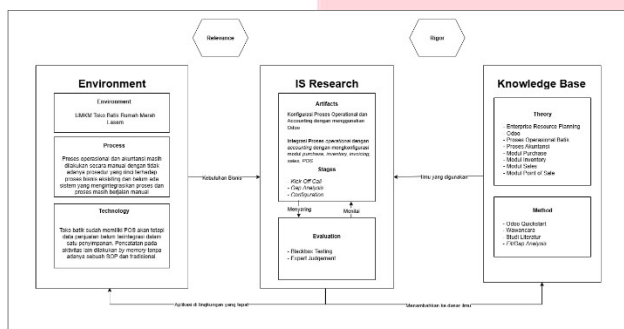 Relevance
Rigor
Environment
Environment
UMKM Toko Batik Rumah Merah
Lasem
Process
Proses operasional dan akuntansi masih
dilakukan secara manual dengan tidak
adanya prosedur yang rinci terhadap
proses bisnis eksisting dan belum ada
sistem yang mengintegrasikan proses dan
proses masih berjalan manual
Technology
Toko batik sudah memiliki POS akan tetapi
data penjualan belum terintegrasi dalam
satu penyimpanan. Pencatatan pada
aktivitas lain dilakukan by memory tanpa
adanya sebuah SOP dan tradisional
Kebutuhan Bisnis
IS Research
Artifacts
Konfigurasi Proses Operational dan
Accounting dengan menggunakan
Odoo
Integrasi Proses operational dengan
accounting dengan mengkonfigurasi
modul purchase, inventory, invoicing
sales, POS
Stages
- Kick Off Call
- Gap Analysis
- Configuration
Menyaring
Menilai
Evaluation
- Blackbox Testing
- Expert Judgement
Ilmu yang digunakan
Knowledge Base
Theory
- Enterprise Resource Planning
Odoo
- Proses Operasional Batik
- Proses Akuntansi
- Modul Purchase
- Modul Inventory
- Modul Sales
- Modul Point of Sale
Method
- Odoo Quickstart
- Wawancara
- Studi Literatur
- Fit/Gap Analysis
Aplikasi di lingkungan yang tepat
Menambahkan ke dasar ilmu